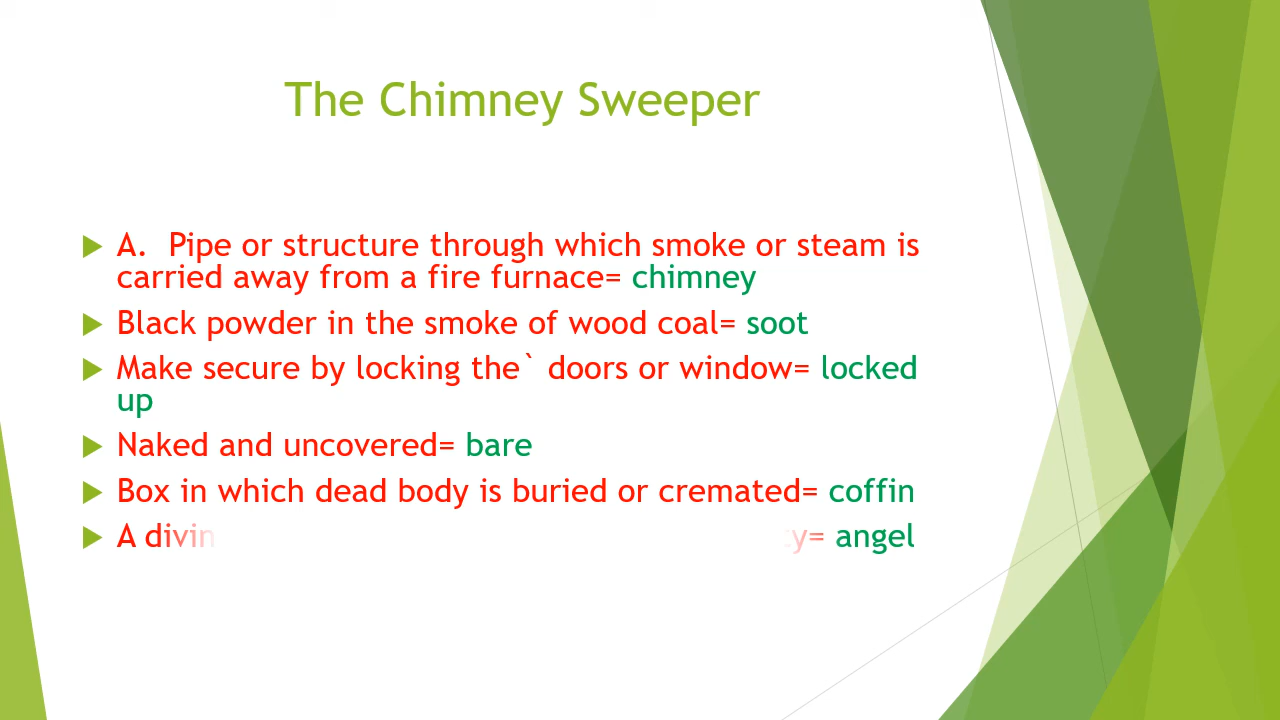 The Chimney Sweeper
A. Pipe or structure through which smoke or steam is
carried away from a fire furnace= chimney
Black powder in the smoke of wood coal= soot
Make secure by locking the` doors or window= locked
up
Naked and uncovered= bare
Box in which dead body is buried or cremated= coffin
A angel